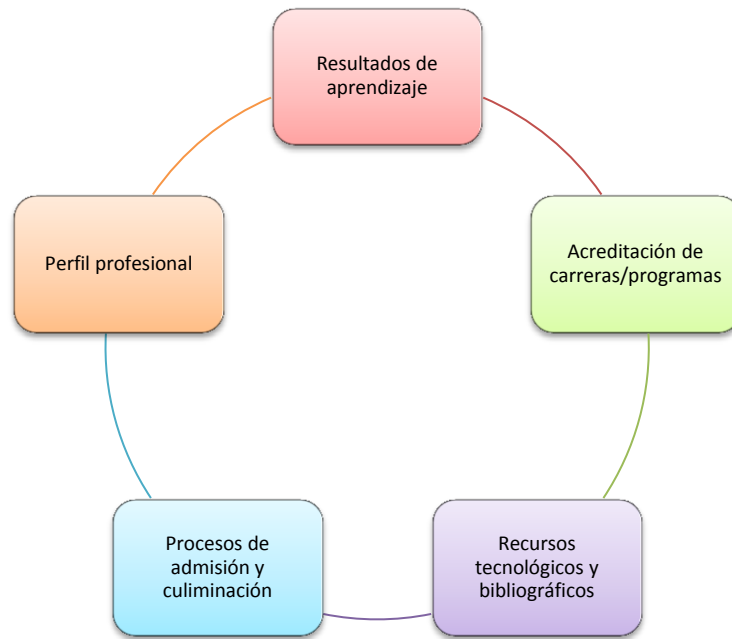 Resultados de
aprendizaje
Perfil profesional
Acreditación de
carreras/programas
Procesos de
admisión y
culiminación
Recursos
tecnológicos y
bibliográficos